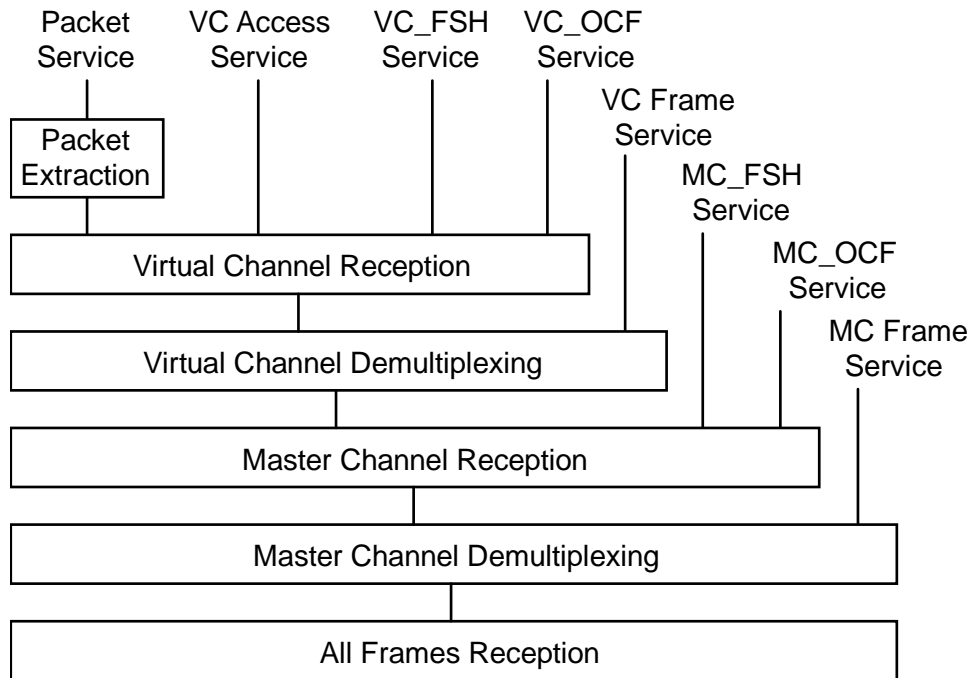 Packet
Service
VC Access
Service
VC_FSH
Service
VC_OCF
Service
VC Frame
Service
Packet
Extraction
MC_FSH
Service
Virtual Channel Reception
MC_OCF
Service
Virtual Channel Demultiplexing
MC Frame
Service
Master Channel Reception
Master Channel Demultiplexing
All Frames Reception